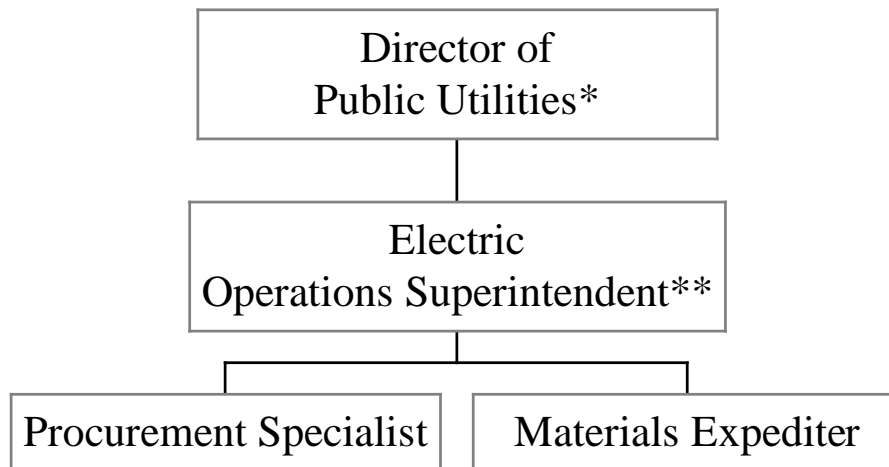 Director of
Public Utilities*
Electric
Operations Superintendent**
Procurement Specialist
Materials Expediter